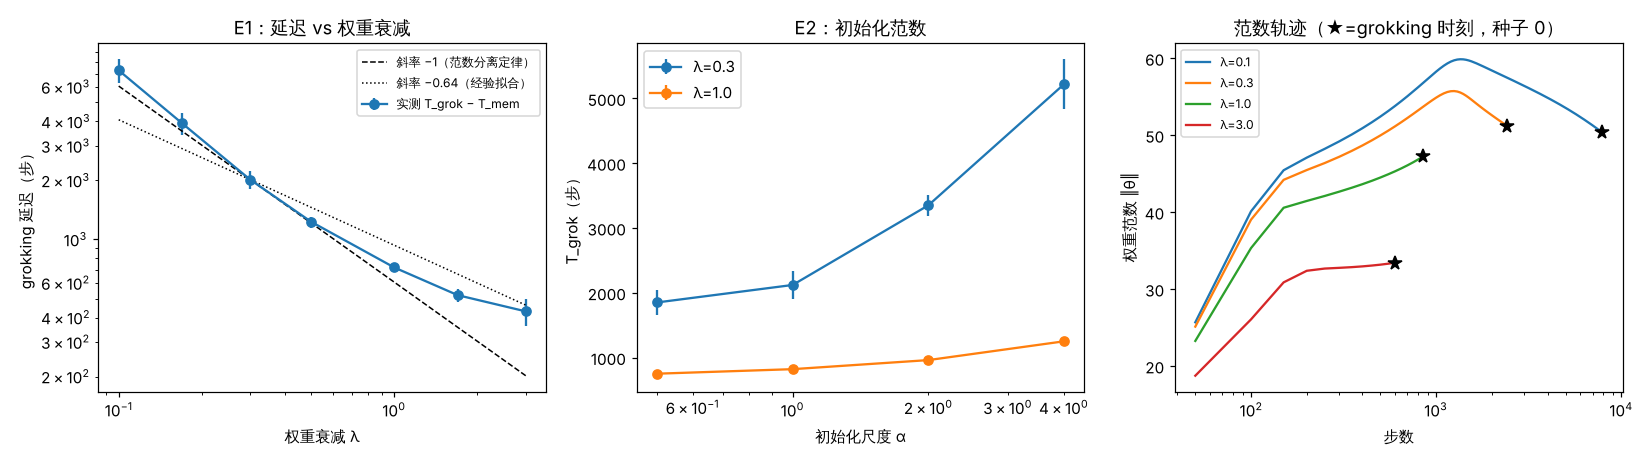 E1：延迟 vs 权重衰减
斜率 −1（范数分离定律）
斜率 −0.64（经验拟合）
实测 T_grok − T_mem
6 × 10³
4 × 10³
3 × 10³
2 × 10³
10³
6 × 10²
4 × 10²
3 × 10²
2 × 10²
grokking 延迟（步）
10⁻¹
10⁰
权重衰减 λ
E2：初始化范数
λ=0.3
λ=1.0
5000
4000
3000
2000
1000
T_grok（步）
6 × 10⁻¹
10⁰
2 × 10⁰
3 × 10⁰
4 × 10⁰
初始化尺度 α
范数轨迹（★=grokking 时刻，种子 0）
λ=0.1
λ=0.3
λ=1.0
λ=3.0
60
50
40
30
20
权重范数 ‖θ‖
10²
10³
10⁴
步数